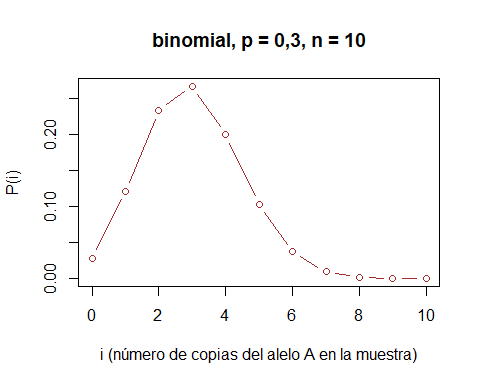 binomial, p = 0,3, n = 10
P(i)
0.20
0.10
0.00
0 2 4 6 8 10
i (número de copias del alelo A en la muestra)